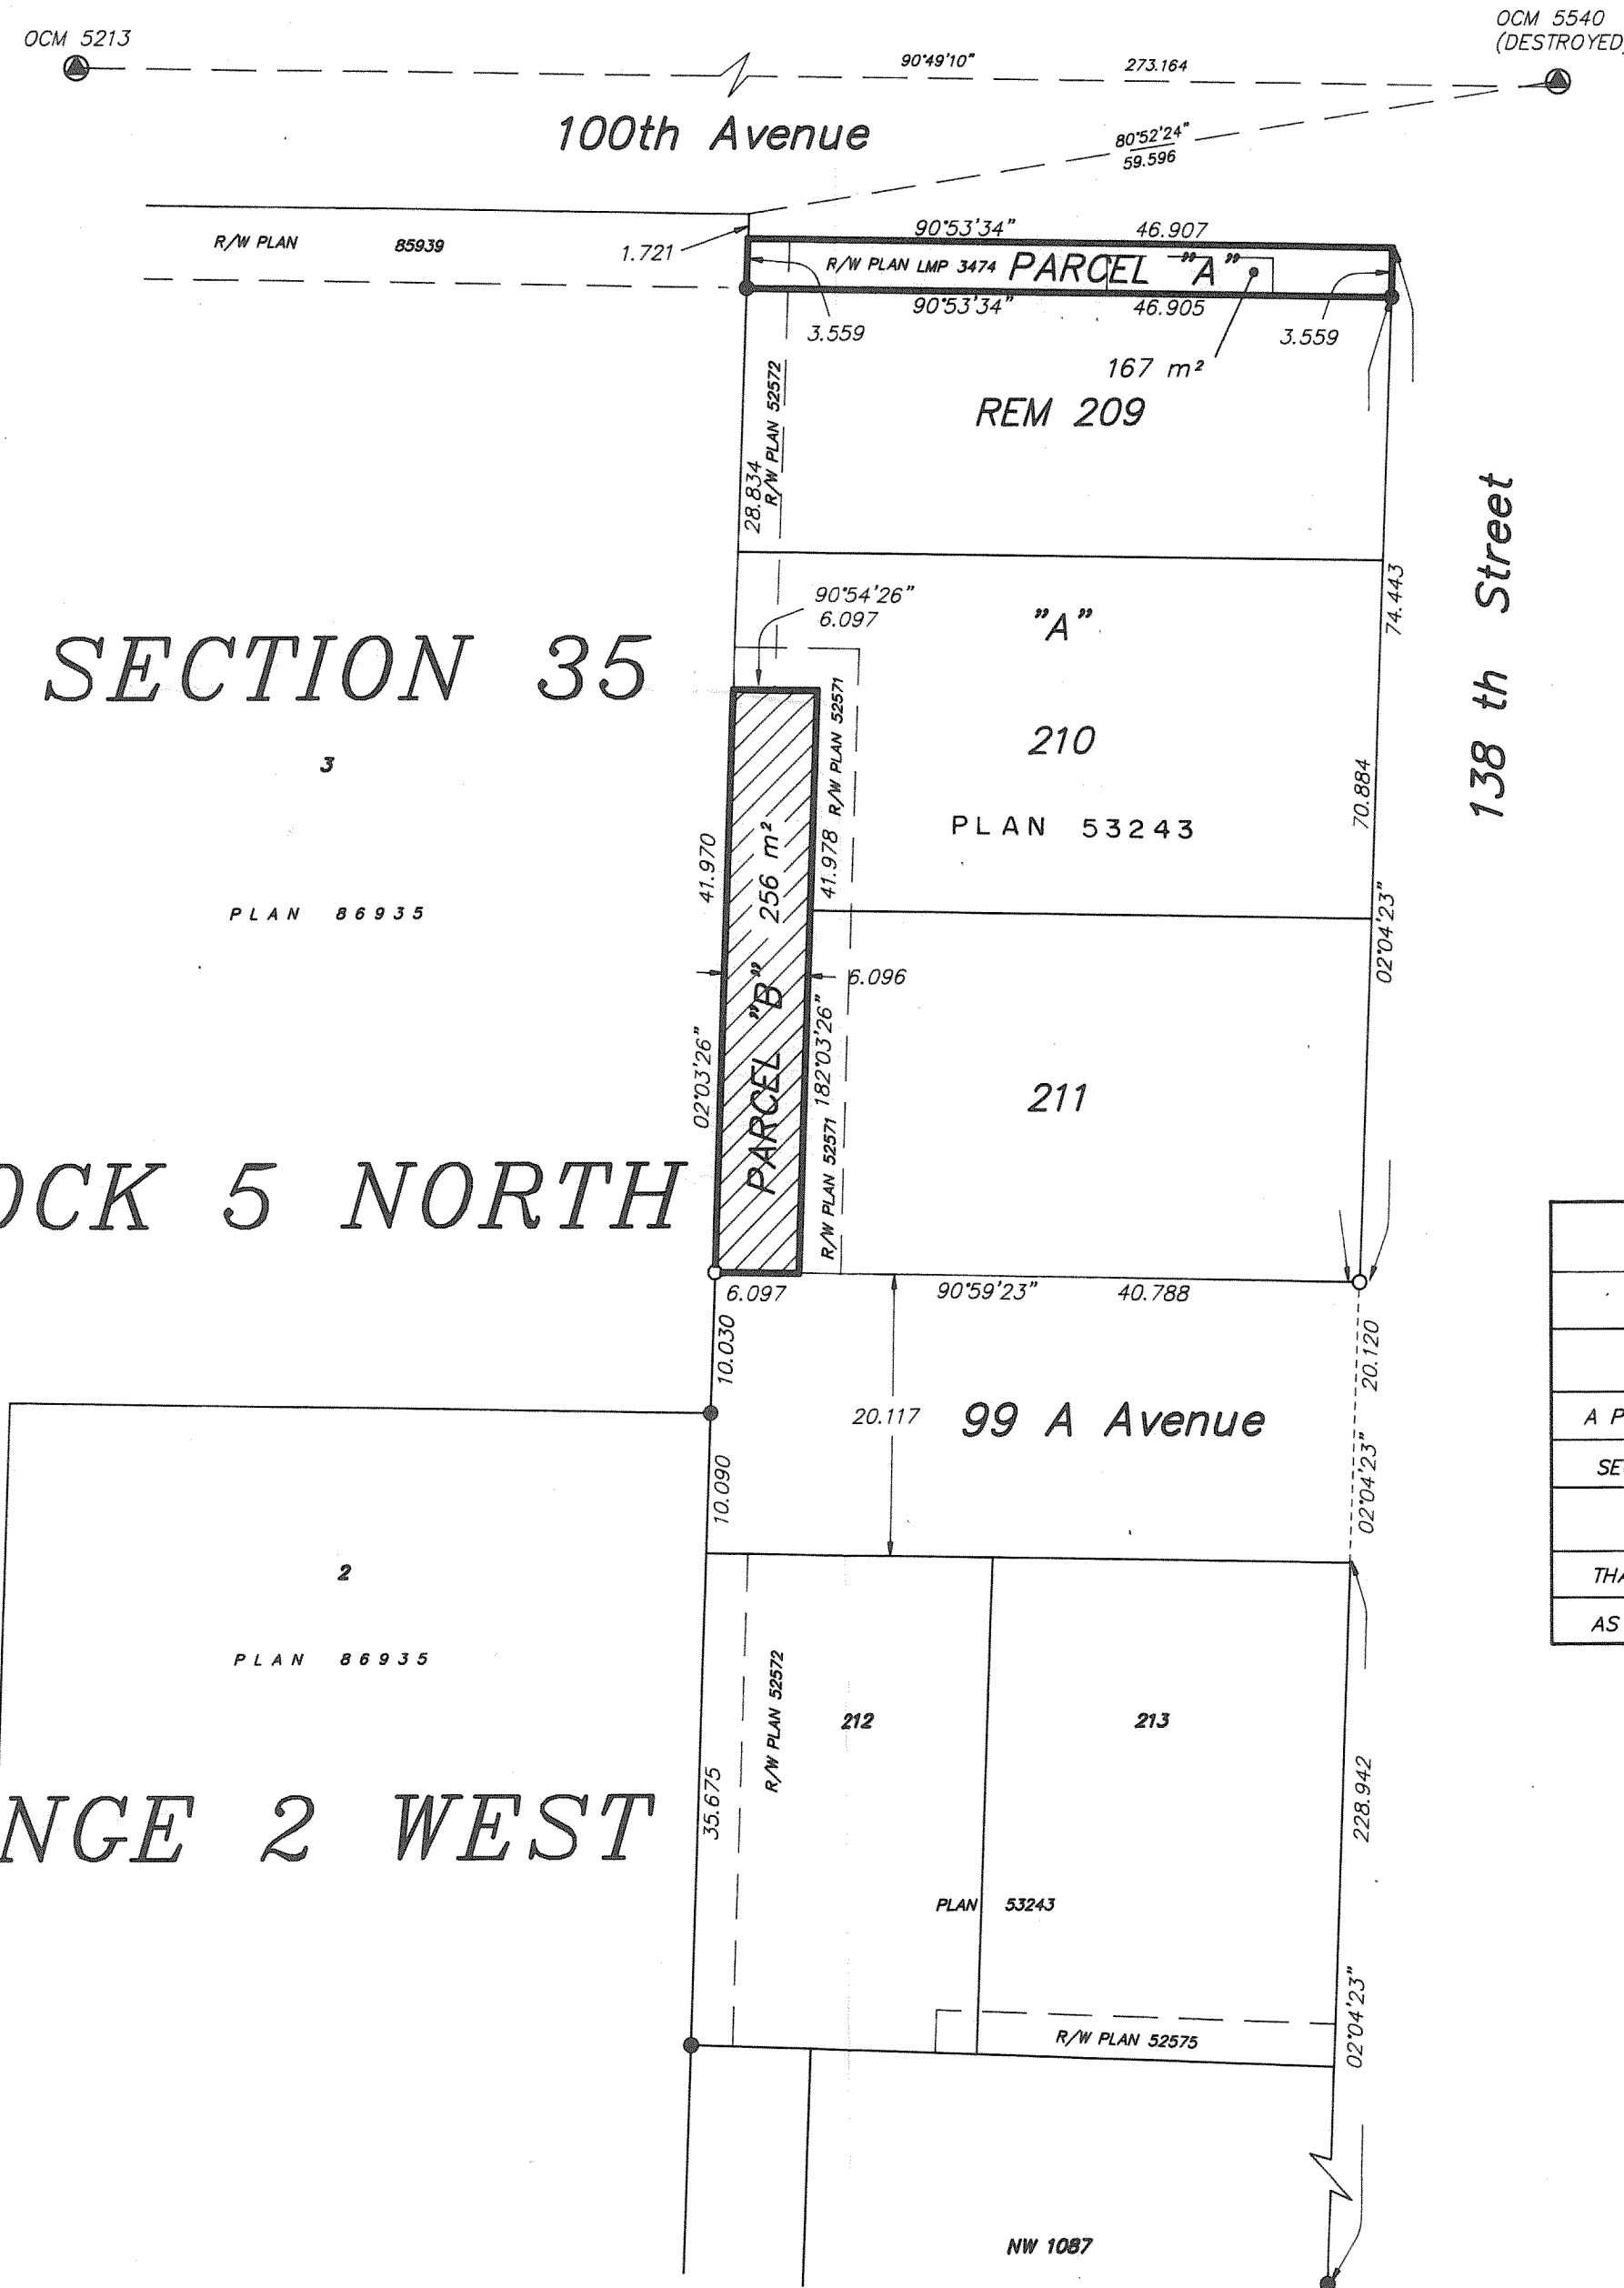 OCM 5213
OCM 5540
(DESTROYED)
90°49'10" 273.164
100th Avenue
80°52'24"
59.596
R/W PLAN 85939
1.721
90°53'34" 46.907
R/W PLAN LMP 3474 PARCEL "A"
90°53'34" 46.905
3.559
3.559
167 m²
REM 209
28.834
R/W PLAN 52572
138 th Street
74.443
90°54'26"
6.097
"A"
SECTION 35
3
210
R/W PLAN 52571
70.884
PLAN 53243
41.970
41.978
256 m²
PARCEL "B"
PLAN 86935
02°04'23"
6.096
02°03'26"
182°03'26"
R/W PLAN 52571
211
OCK 5 NORTH
6.097
90°59'23" 40.788
10.030
20.120
20.117
99 A Avenue
02°04'23"
10.090
A P
SE
THA
AS
2
PLAN 86935
R/W PLAN 52572
212
213
35.675
228.942
NGE 2 WEST
PLAN 53243
02°04'23"
R/W PLAN 52575
NW 1087